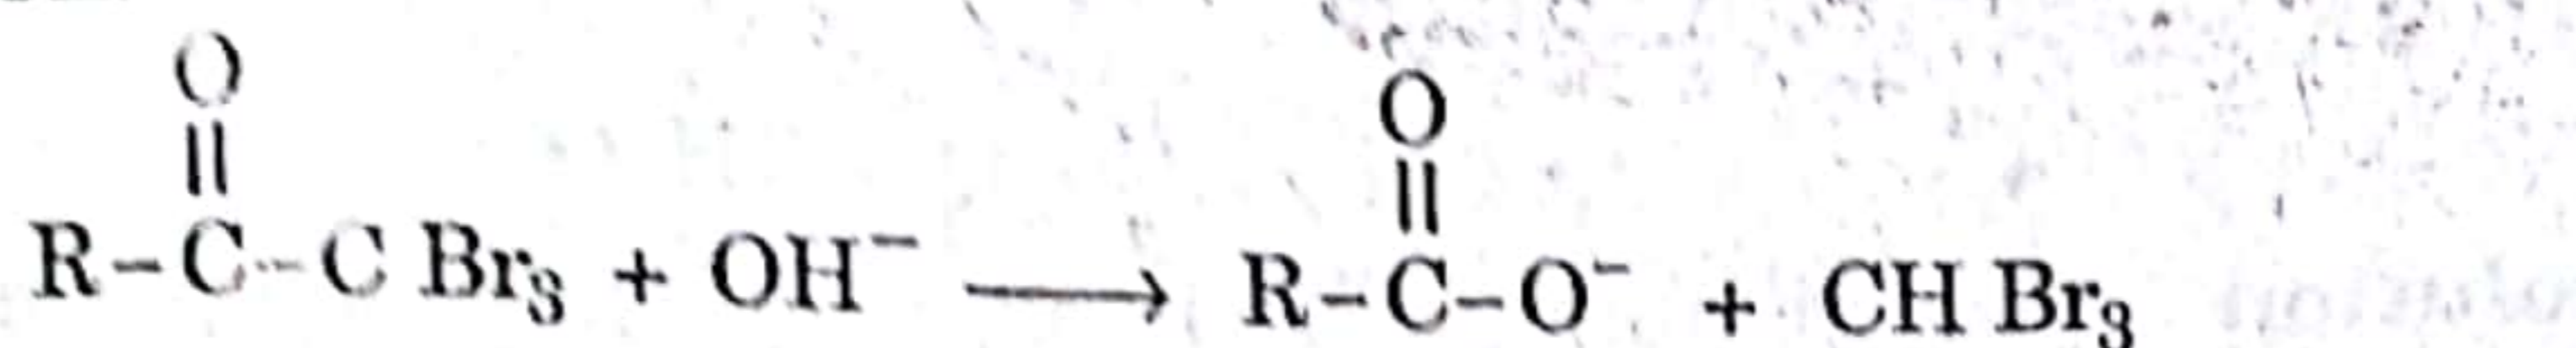 O
||
R–C–C Br₃ + OH⁻ ⟶ R–C–O⁻ + CH Br₃
O
||